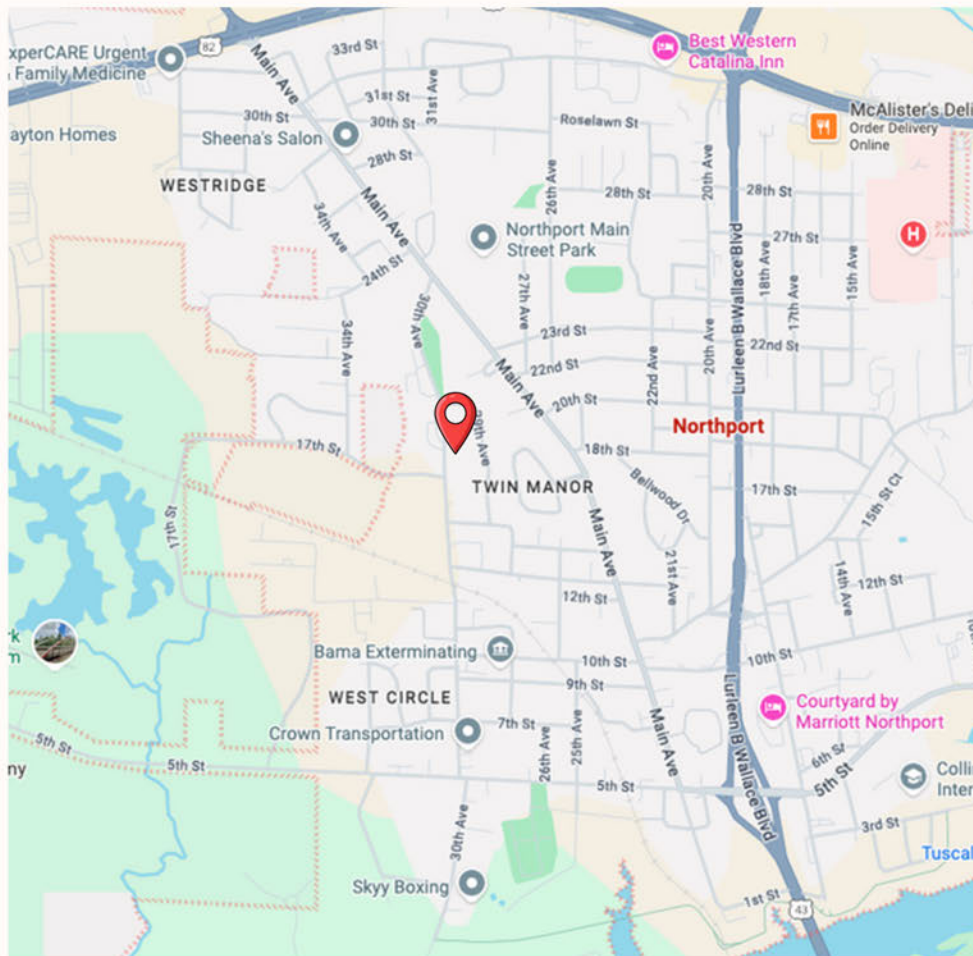 33rd St
82
xperCARE Urgent
Family Medicine
Main Ave
31st Ave
Best Western
Catalina Inn
ayton Homes
30th St
31st St
30th St
Sheena's Salon
28th St
Roselawn St
McAlister's Deli
Order Delivery
Online
WESTRIDGE
34th Ave
Main Ave
26th Ave
28th St
20th Ave
28th St
27th St
H
Northport Main
Street Park
24th St
30th Ave
27th Ave
Lurleen B Wallace Blvd
18th Ave
17th Ave
15th Ave
34th Ave
23rd St
22nd St
22nd Ave
20th Ave
22nd St
Main Ave
20th St
29th Ave
Northport
17th St
18th St
TWIN MANOR
Bellwood Dr
17th St
15th St Ct
17th St
Main Ave
21st Ave
14th Ave
12th St
12th St
rk
m
Bama Exterminating
10th St
10th St
9th St
WEST CIRCLE
Lurleen B Wallace Blvd
Courtyard by
Marriott Northport
Crown Transportation
7th St
25th Ave
26th Ave
Main Ave
5th St
ny
5th St
5th St
6th St
5th St
Colli
Inter
30th Ave
3rd St
Tuscal
Skyy Boxing
1st St
43